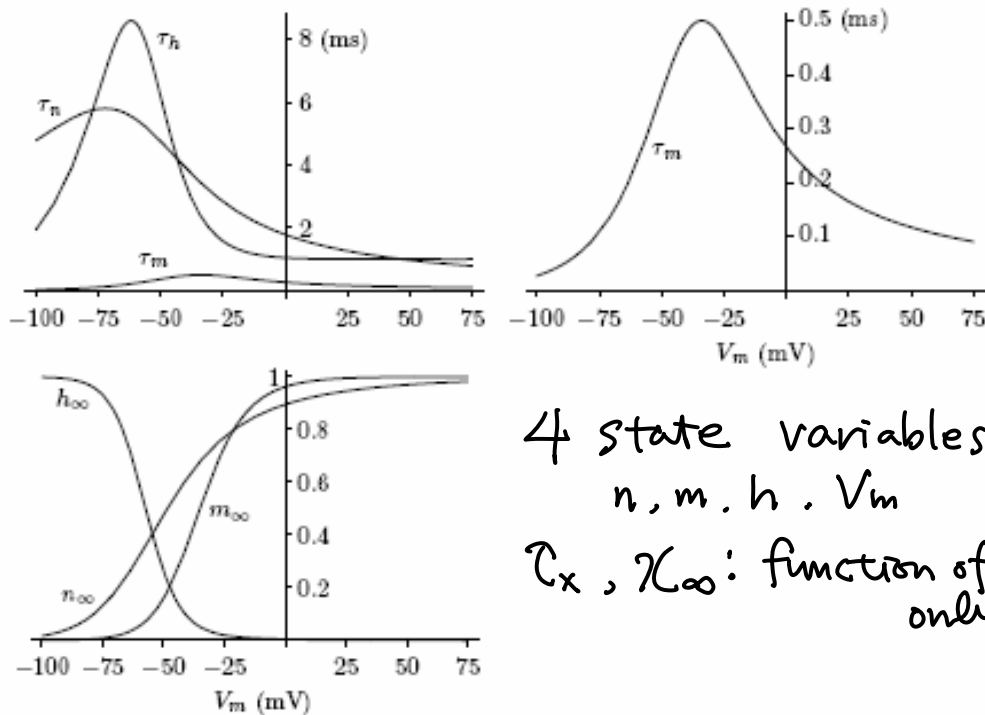 τh
8 (ms)
τn
6
4
2
τm
−100 −75 −50 −25 25 50 75
0.5 (ms)
0.4
0.3
τm
0.2
0.1
−100 −75 −50 −25 25 50 75
Vm (mV)
1
h∞
0.8
0.6
m∞
0.4
n∞
0.2
−100 −75 −50 −25 25 50 75
Vm (mV)
4 state variables
n, m. h. Vm
τx, x∞: function of